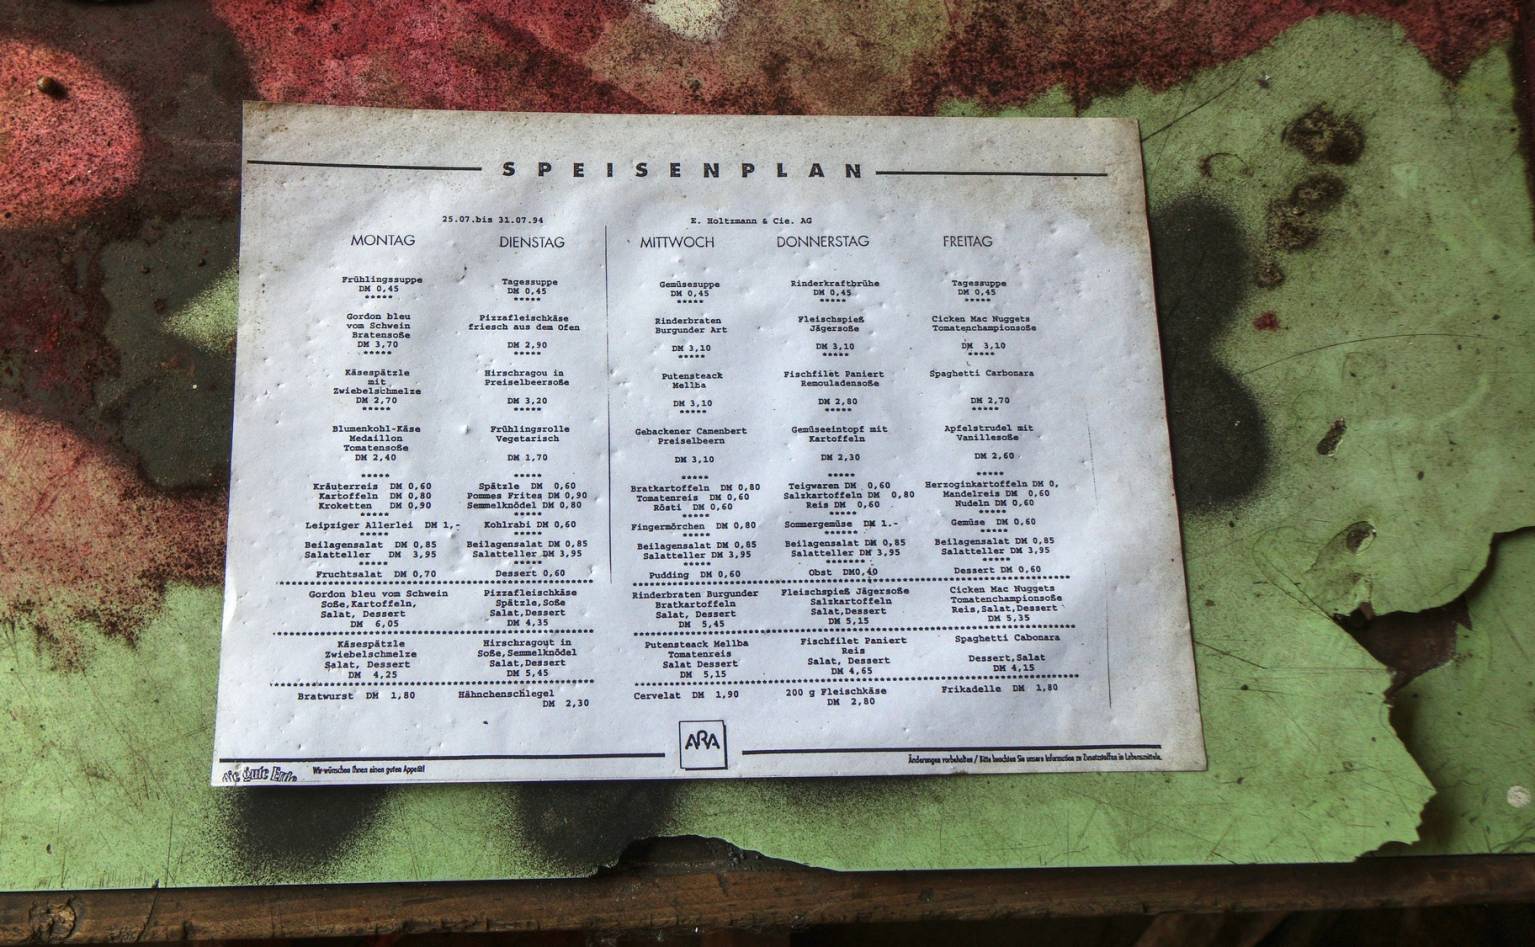 SPEISENPLAN
25.07.bis 31.07.94
E. Holtzmann & Cie. AG
MONTAG
Frühlingssuppe
DM 0,45
*****
Gordon bleu
vom Schwein
Bratensoße
DM 3,70
*****
Käsespätzle
mit
Zwiebelschmelze
DM 2,70
*****
Blumenkohl-Käse
Medaillon
Tomatensoße
DM 2,40
*****
Kräuterreis DM 0,60
Kartoffeln DM 0,80
Kroketten DM 0,90
*****
Leipziger Allerlei DM 1,-
*****
Beilagensalat DM 0,85
Salatteller DM 3,95
*****
Fruchtsalat DM 0,70
Gordon bleu vom Schwein
Soße,Kartoffeln,
Salat, Dessert
DM 6,05
Käsespätzle
Zwiebelschmelze
Salat, Dessert
DM 4,25
Bratwurst DM 1,80
DIENSTAG
Tagessuppe
DM 0,45
*****
Pizzafleischkäse
friesch aus dem Ofen
DM 2,90
*****
Hirschragou in
Preiselbeersoße
DM 3,20
*****
Frühlingsrolle
Vegetarisch
DM 1,70
*****
Spätzle DM 0,60
Pommes Frites DM 0,90
Semmelknödel DM 0,80
*****
Kohlrabi DM 0,60
*****
Beilagensalat DM 0,85
Salatteller DM 3,95
*****
Dessert 0,60
Pizzafleischkäse
Spätzle,Soße
Salat,Dessert
DM 4,35
Hirschragout in
Soße,Semmelknödel
Salat,Dessert
DM 5,45
Hähnchenschlegel
DM 2,30
MITTWOCH
Gemüsesuppe
DM 0,45
*****
Rinderbraten
Burgunder Art
DM 3,10
*****
Putensteack
Mellba
DM 3,10
*****
Gebackener Camenbert
Preiselbeern
DM 3,10
*****
Bratkartoffeln DM 0,80
Tomatenreis DM 0,60
Rösti DM 0,60
*****
Fingermörchen DM 0,80
*****
Beilagensalat DM 0,85
Salatteller DM 3,95
*****
Pudding DM 0,60
Rinderbraten Burgunder
Bratkartoffeln
Salat, Dessert
DM 5,45
Putensteack Mellba
Tomatenreis
Salat Dessert
DM 5,15
Cervelat DM 1,90
DONNERSTAG
Rinderkraftbrühe
DM 0,45
*****
Fleischspieß
Jägersoße
DM 3,10
*****
Fischfilet Paniert
Remouladensoße
DM 2,80
*****
Gemüseeintopf mit
Kartoffeln
DM 2,30
*****
Teigwaren DM 0,60
Salzkartoffeln DM 0,80
Reis DM 0,60
*****
Sommergemüse DM 1.-
******
Beilagensalat DM 0,85
Salatteller DM 3,95
*******
Obst DM0,40
Fleischspieß Jägersoße
Salzkartoffeln
Salat,Dessert
DM 5,15
Fischfilet Paniert
Reis
Salat, Dessert
DM 4,65
200 g Fleischkäse
DM 2,80
FREITAG
Tagessuppe
DM 0,45
*****
Cicken Mac Nuggets
Tomatenchampionsoße
DM 3,10
*****
Spaghetti Carbonara
DM 2,70
*****
Apfelstrudel mit
Vanillesoße
DM 2,60
*****
Herzoginkartoffeln DM 0,
Mandelreis DM 0,60
Nudeln DM 0,60
*****
Gemüse DM 0,60
*****
Beilagensalat DM 0,85
Salatteller DM 3,95
*****
Dessert DM 0,60
Cicken Mac Nuggets
Tomatenchampionsoße
Reis,Salat,Dessert
DM 5,35
Spaghetti Cabonara
Dessert,Salat
DM 4,15
Frikadelle DM 1,80
ARA
Wir wünschen Ihnen einen guten Appetit!
Änderungen vorbehalten / Bitte beachten Sie unsere Information zu Zusatzstoffen in Lebensmitteln.